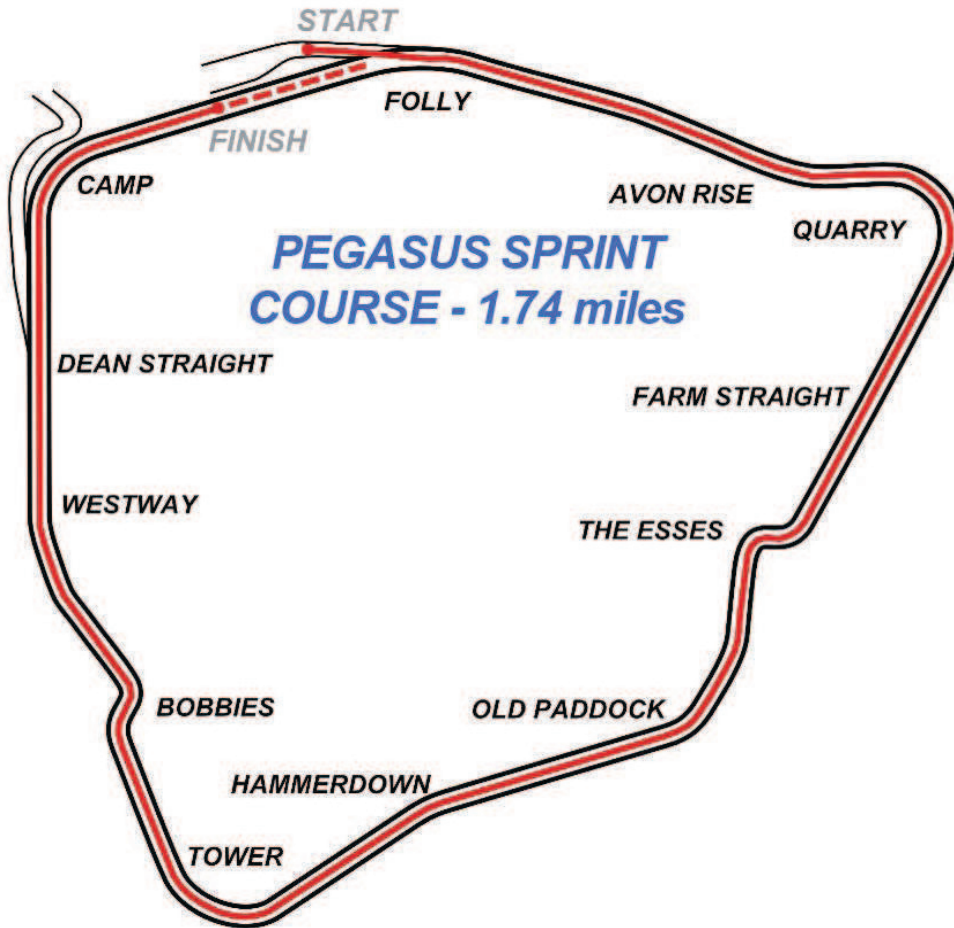 START
FOLLY
FINISH
CAMP
AVON RISE
QUARRY
PEGASUS SPRINT
COURSE - 1.74 miles
DEAN STRAIGHT
FARM STRAIGHT
WESTWAY
THE ESSES
BOBBIES
OLD PADDOCK
HAMMERDOWN
TOWER